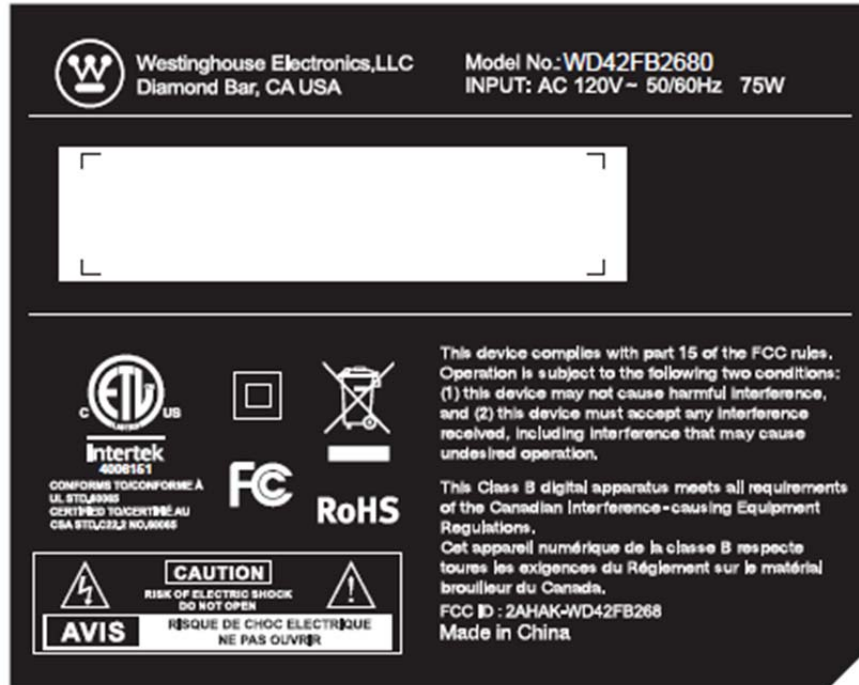 Westinghouse Electronics,LLC
Diamond Bar, CA USA
Model No.:WD42FB2680
INPUT: AC 120V~ 50/60Hz 75W
ETL
C US
LISTED
Intertek
4006151
CONFORMS TO/CONFORME À
UL STD.60065
CERTIFIED TO/CERTIFIÉ AU
CSA STD.C22.2 NO.60065
FC
RoHS
CAUTION
RISK OF ELECTRIC SHOCK
DO NOT OPEN
AVIS
RISQUE DE CHOC ELECTRIQUE
NE PAS OUVRIR
This device complies with part 15 of the FCC rules.
Operation is subject to the following two conditions:
(1) this device may not cause harmful interference,
and (2) this device must accept any interference
received, including interference that may cause
undesired operation.
This Class B digital apparatus meets all requirements
of the Canadian Interference-causing Equipment
Regulations.
Cet appareil numérique de la classe B respecte
toures les exigences du Réglement sur le matérial
brouilleur du Canada.
FCC ID : 2AHAK-WD42FB268
Made in China